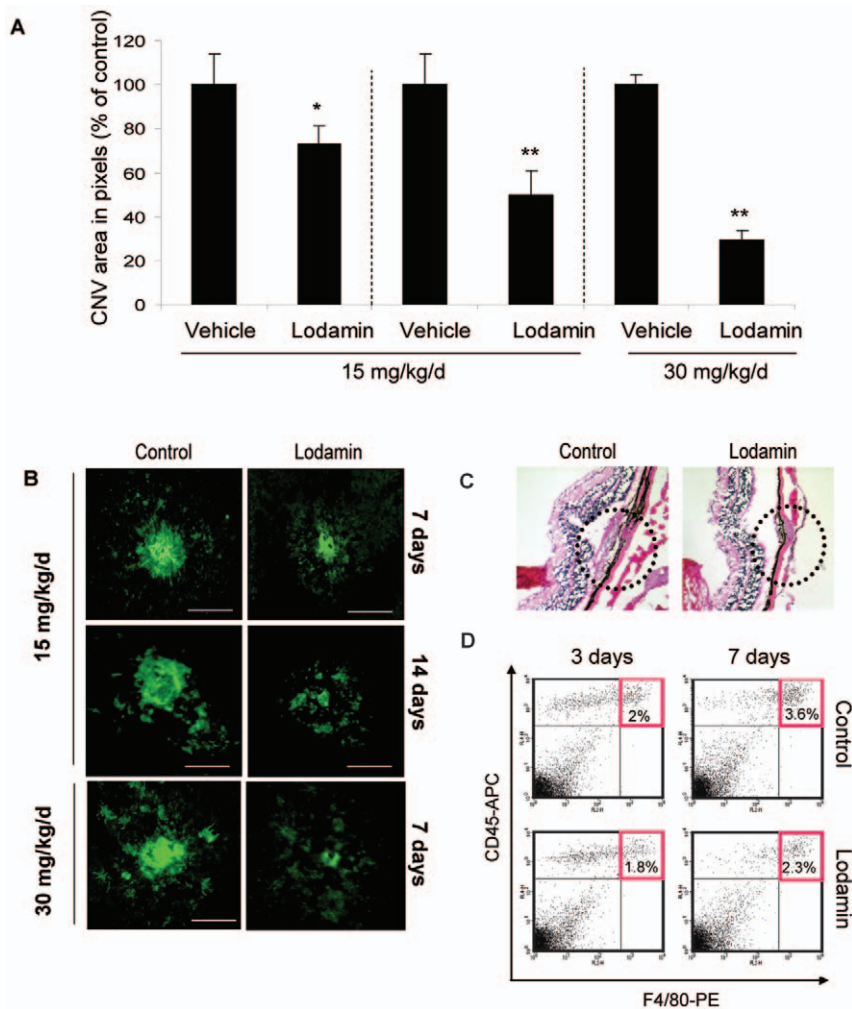 A
CNV area in pixels (% of control)
120
100
80
60
40
20
0
*
**
**
Vehicle Lodamin Vehicle Lodamin Vehicle Lodamin
15 mg/kg/d 30 mg/kg/d
B
Control Lodamin
15 mg/kg/d
7 days
14 days
30 mg/kg/d
7 days
C
Control Lodamin
D
3 days 7 days
2%
3.6%
Control
1.8%
2.3%
Lodamin
CD45-APC
F4/80-PE